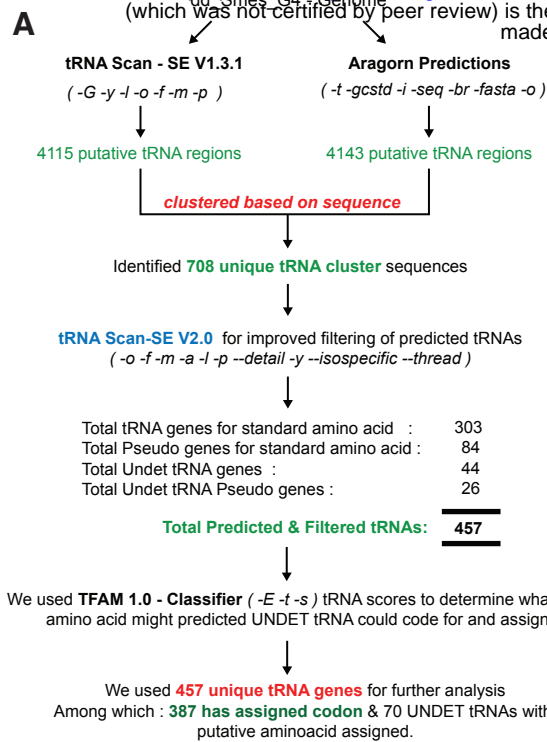 A
dd_Smes_G4 - Genome
(which was not certified by peer review) is the
made
tRNA Scan - SE V1.3.1
Aragorn Predictions
( -G -y -l -o -f -m -p )
( -t -gcstd -i -seq -br -fasta -o )
4115 putative tRNA regions
4143 putative tRNA regions
clustered based on sequence
Identified 708 unique tRNA cluster sequences
tRNA Scan-SE V2.0 for improved filtering of predicted tRNAs
( -o -f -m -a -l -p --detail -y --isospecific --thread )
Total tRNA genes for standard amino acid : 303
Total Pseudo genes for standard amino acid : 84
Total Undet tRNA genes : 44
Total Undet tRNA Pseudo genes : 26
Total Predicted & Filtered tRNAs: 457
We used TFAM 1.0 - Classifier ( -E -t -s ) tRNA scores to determine wha
amino acid might predicted UNDET tRNA could code for and assign
We used 457 unique tRNA genes for further analysis
Among which : 387 has assigned codon & 70 UNDET tRNAs with
putative aminoacid assigned.